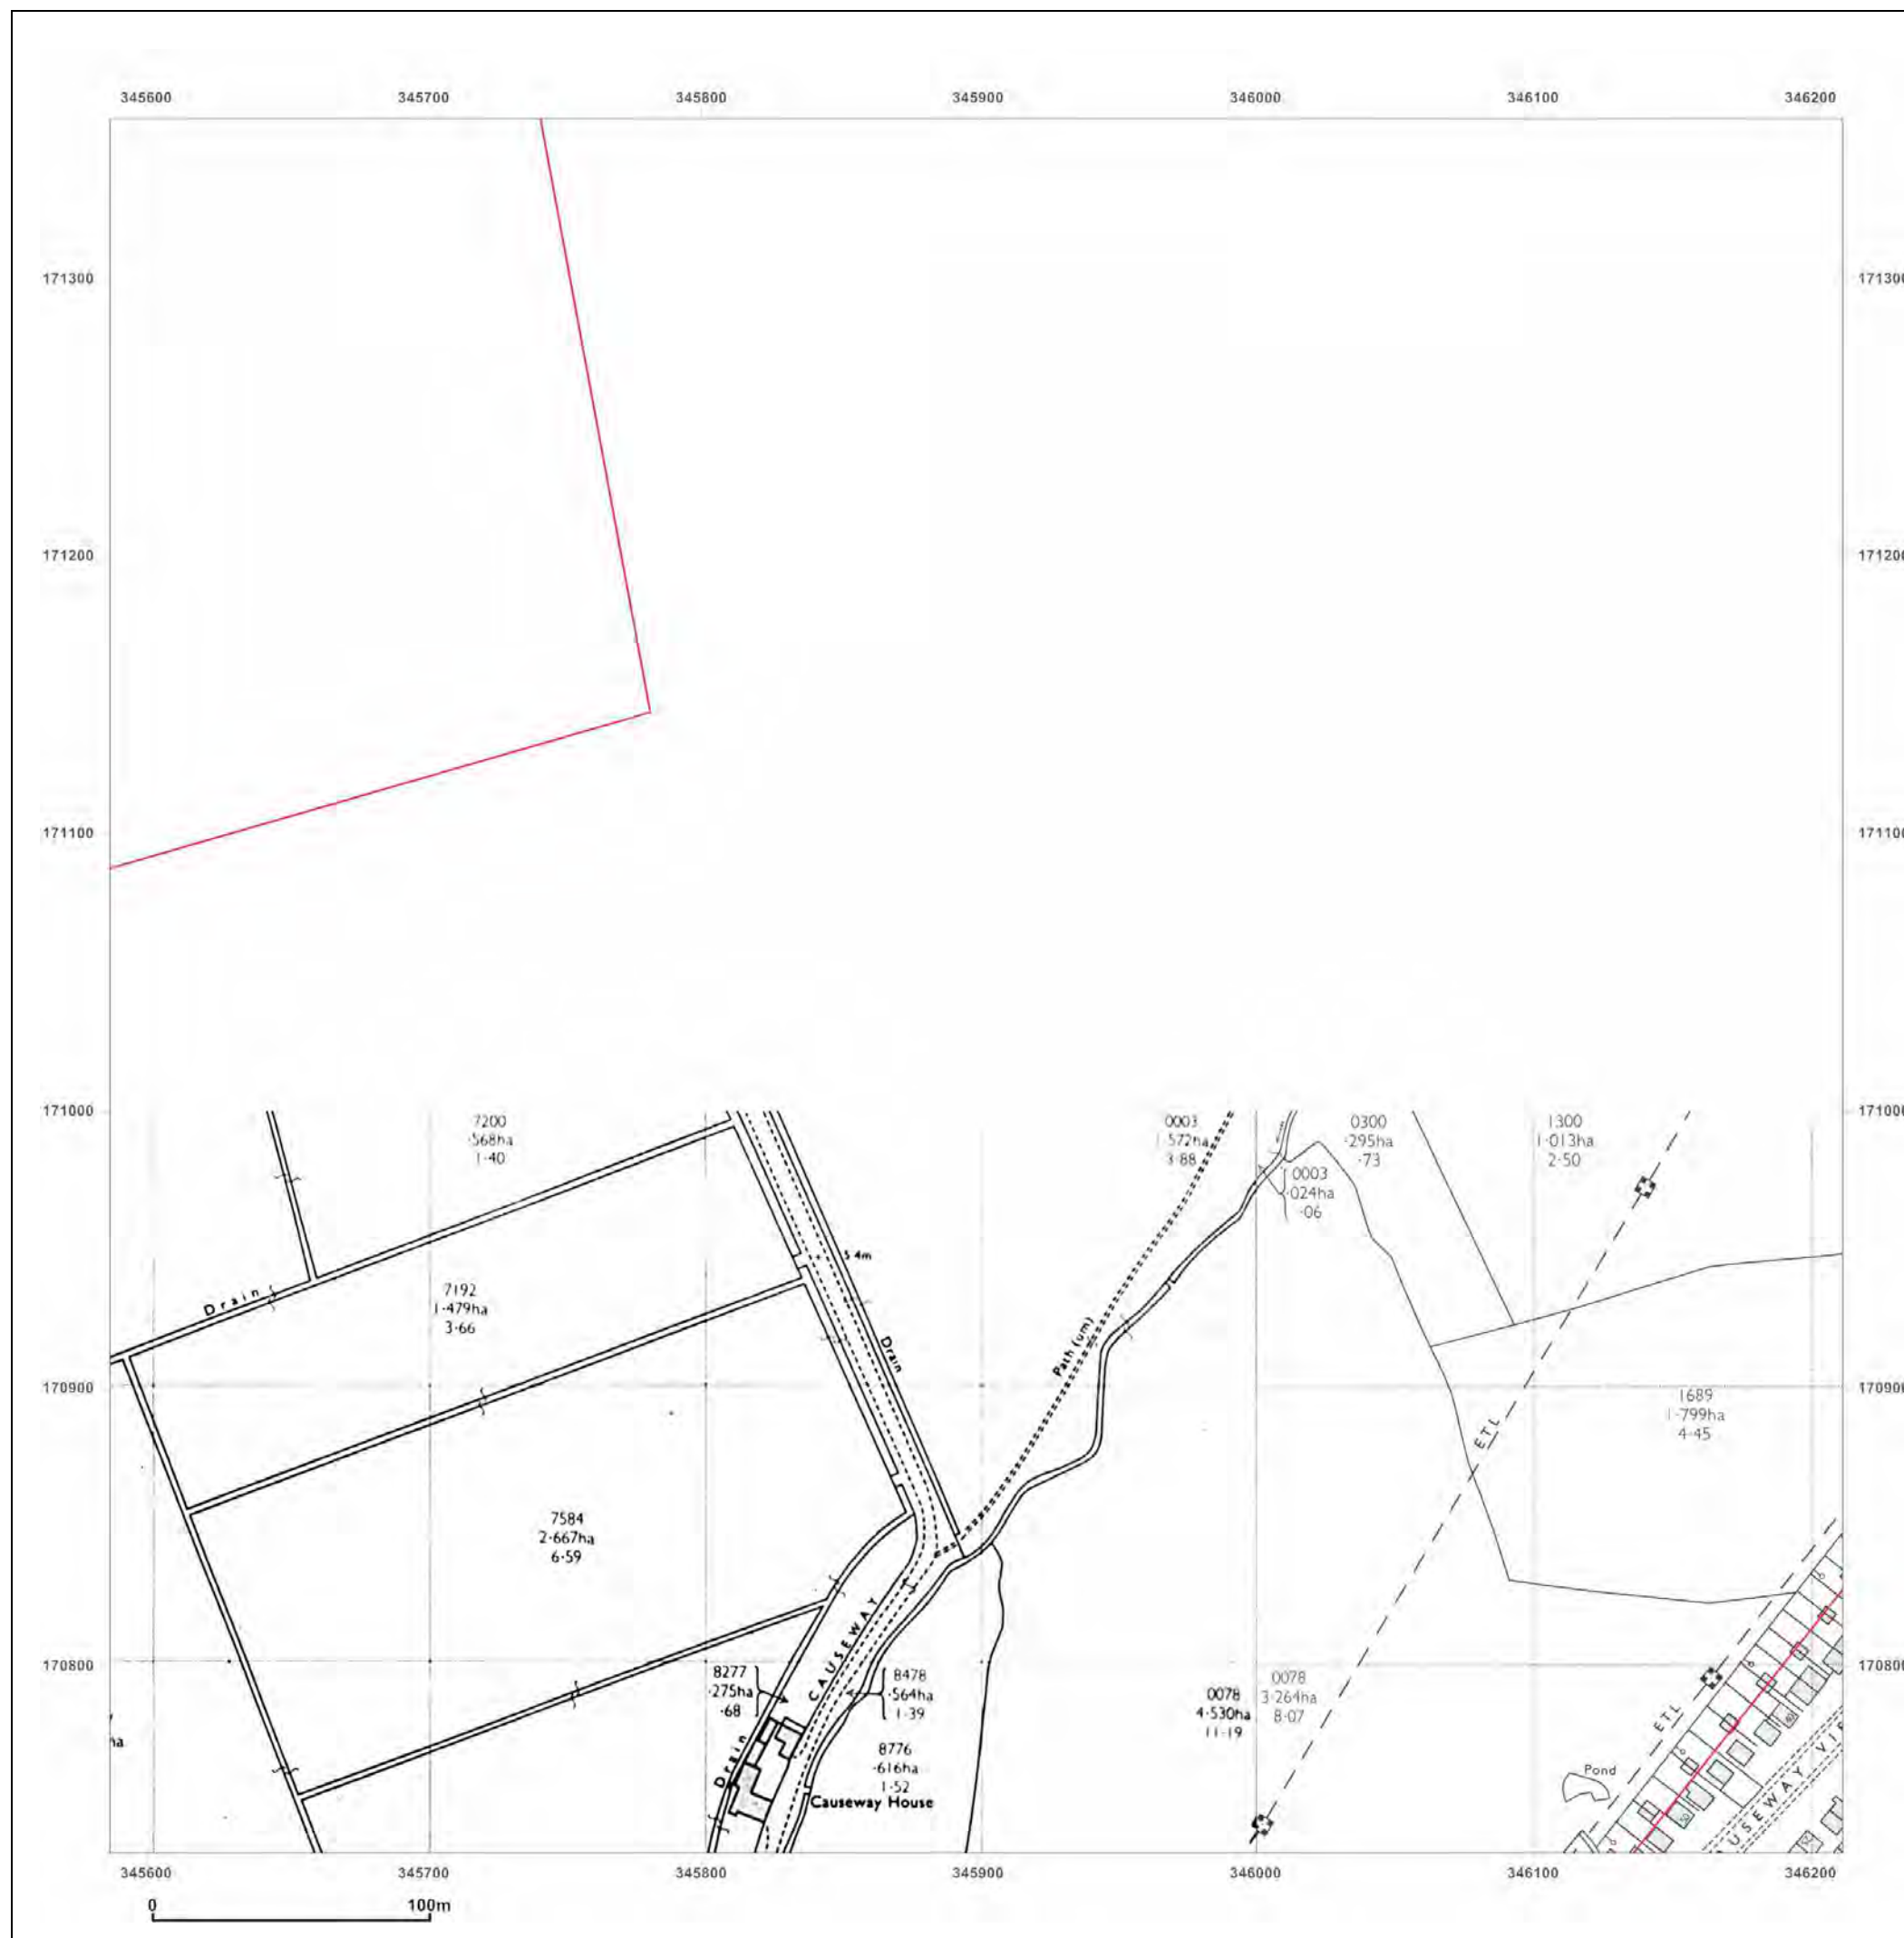 345600 345700 345800 345900 346000 346100 346200
171300 171300
171200 171200
171100 171100
171000 171000
7200
·568ha
1·40
0003
1·572ha
3·88
0300
·295ha
·73
1300
1·013ha
2·50
0003
·024ha
·06
5·4m
Drain
7192
1·479ha
3·66
Drain
Path (um)
170900 170900
1689
1·799ha
4·45
ETL
7584
2·667ha
6·59
CAUSEWAY
170800 170800
8277
·275ha
·68
8478
·564ha
1·39
0078
4·530ha
11·19
0078
3·264ha
8·07
ETL
ha
Drain
8776
·616ha
1·52
Causeway House
Pond
USEWAY VIE
345600 345700 345800 345900 346000 346100 346200
0 100m